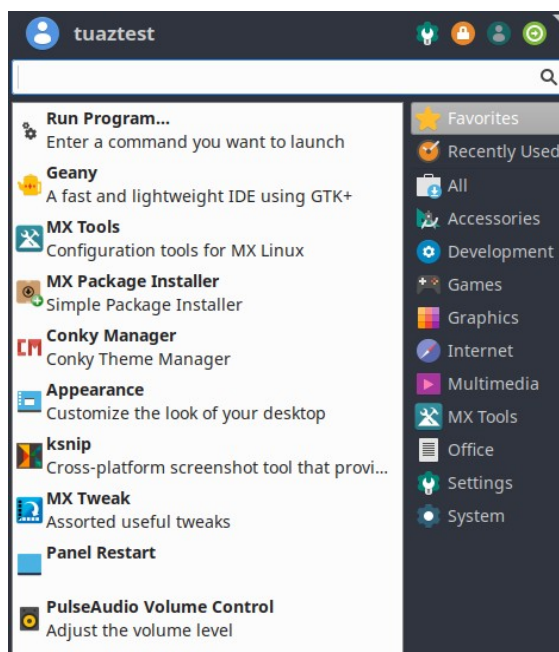 tuaztest
Run Program...
Enter a command you want to launch
Geany
A fast and lightweight IDE using GTK+
MX Tools
Configuration tools for MX Linux
MX Package Installer
Simple Package Installer
CM
Conky Manager
Conky Theme Manager
Appearance
Customize the look of your desktop
ksnip
Cross-platform screenshot tool that provi...
MX Tweak
Assorted useful tweaks
Panel Restart
PulseAudio Volume Control
Adjust the volume level
Favorites
Recently Used
All
Accessories
Development
Games
Graphics
Internet
Multimedia
MX Tools
Office
Settings
System